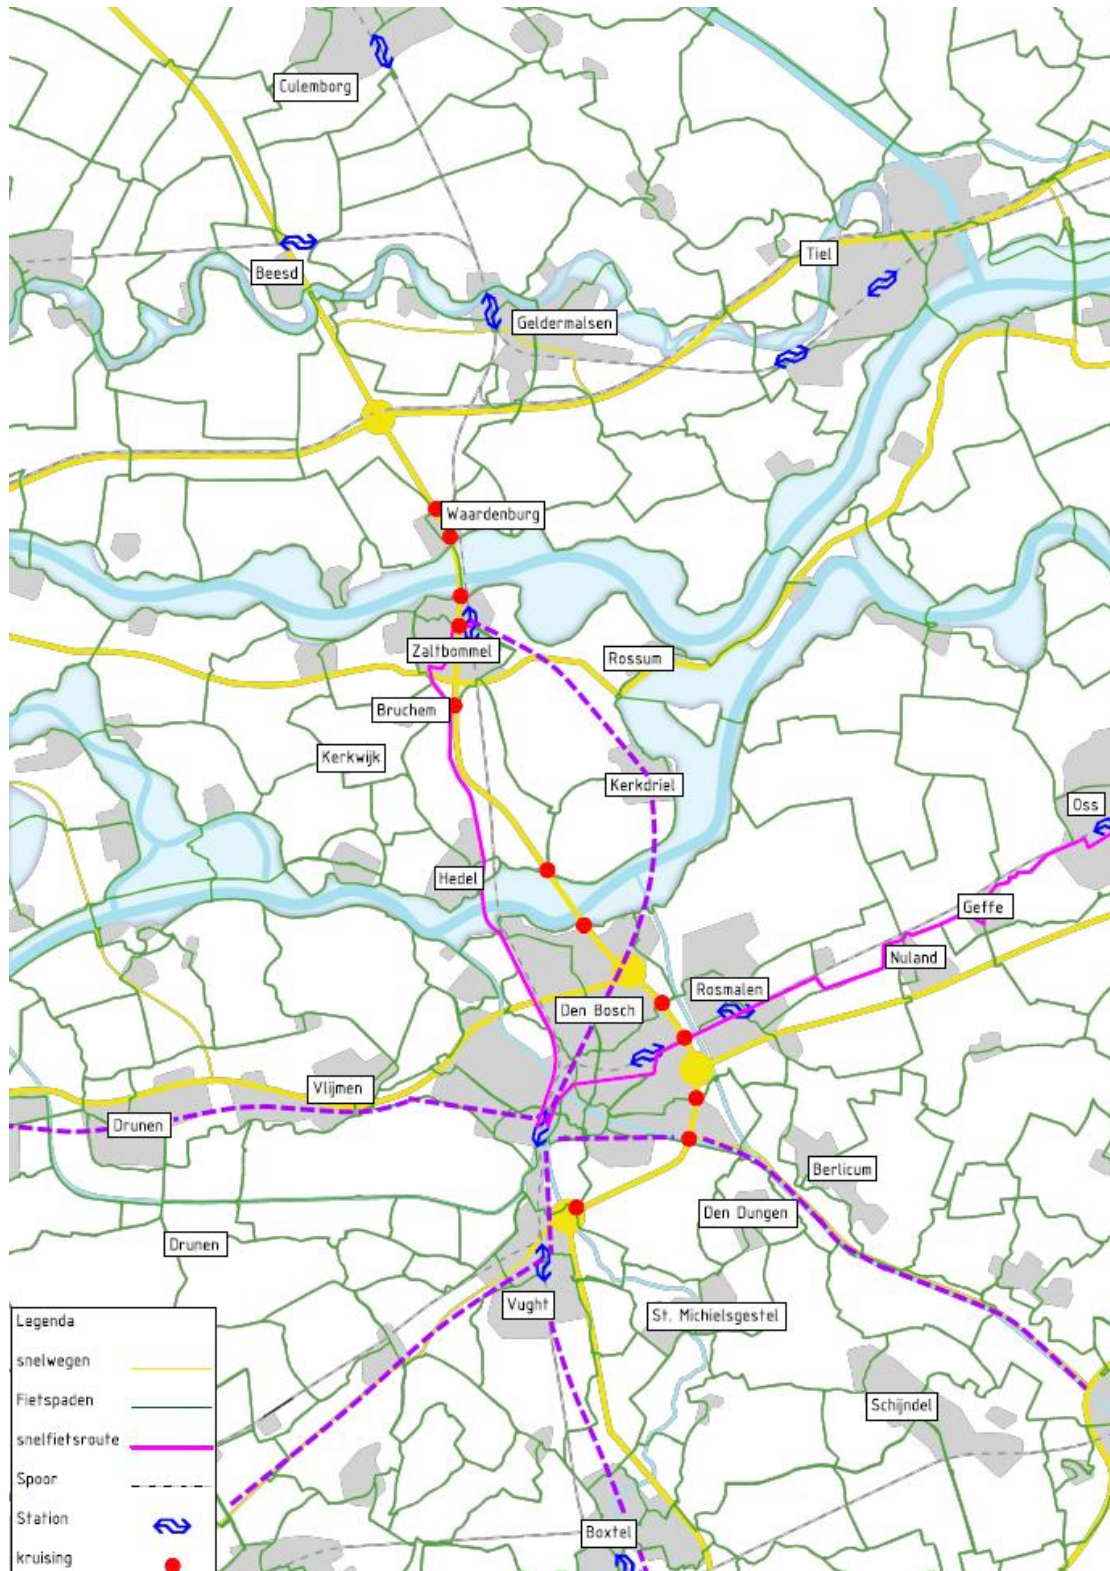 Culemborg
Tiel
Beesd
Geldermalsen
Waardenburg
Zaltbommel
Rossum
Bruchem
Kerkwijk
Kerkdriel
Oss
Hedel
Geffe
Nuland
Rosmalen
Den Bosch
Vlijmen
Drunen
Berlicum
Den Dungen
Drunen
Vught
St. Michielsgestel
Schijndel
Boxtel
Legenda
snelwegen
Fietspaden
snelfietsroute
Spoor
Station
kruising